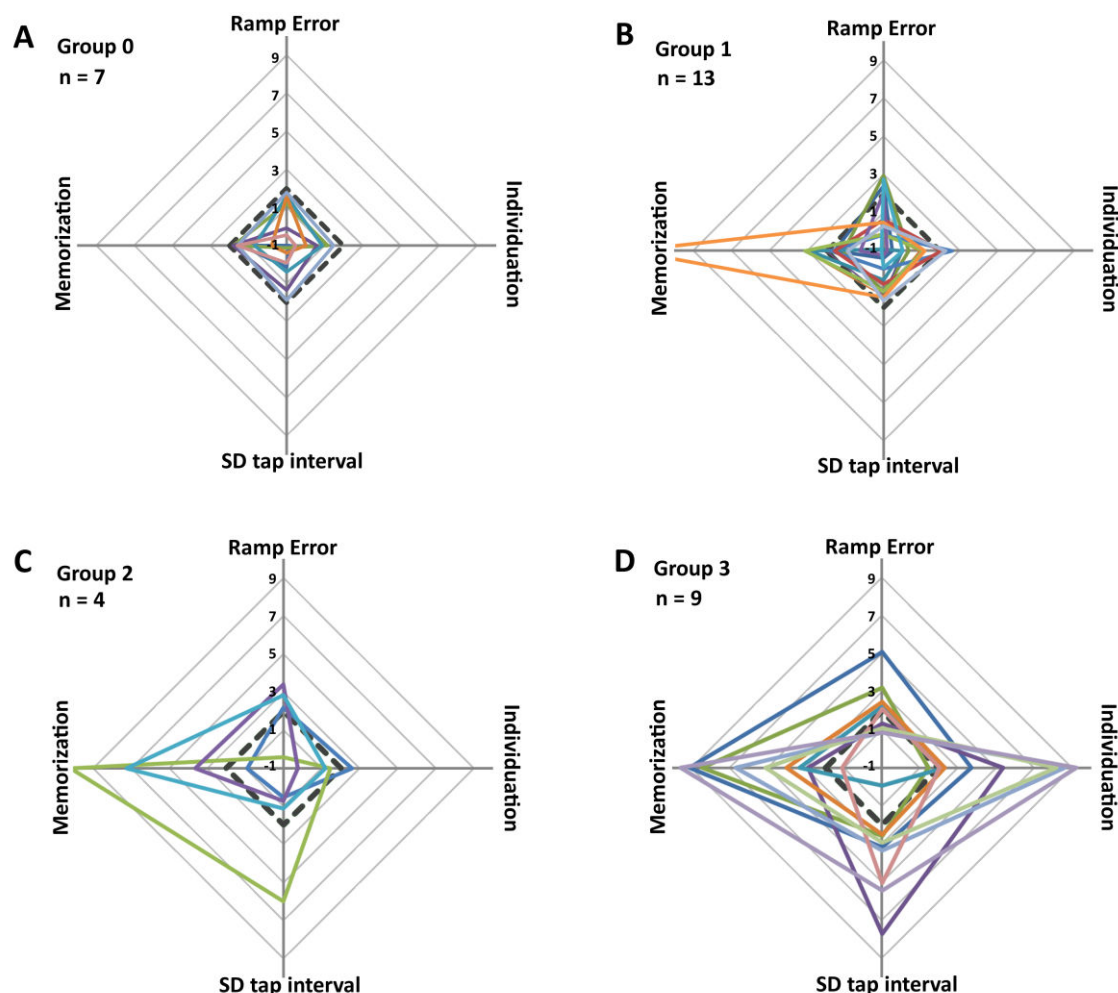 A
Group 0
n = 7
Ramp Error
9
7
5
3
1
-1
Memorization
Individuation
SD tap interval
B
Group 1
n = 13
Ramp Error
9
7
5
3
1
-1
Memorization
Individuation
SD tap interval
C
Group 2
n = 4
Ramp Error
9
7
5
3
1
-1
Memorization
Individuation
SD tap interval
D
Group 3
n = 9
Ramp Error
9
7
5
3
1
-1
Memorization
Individuation
SD tap interval